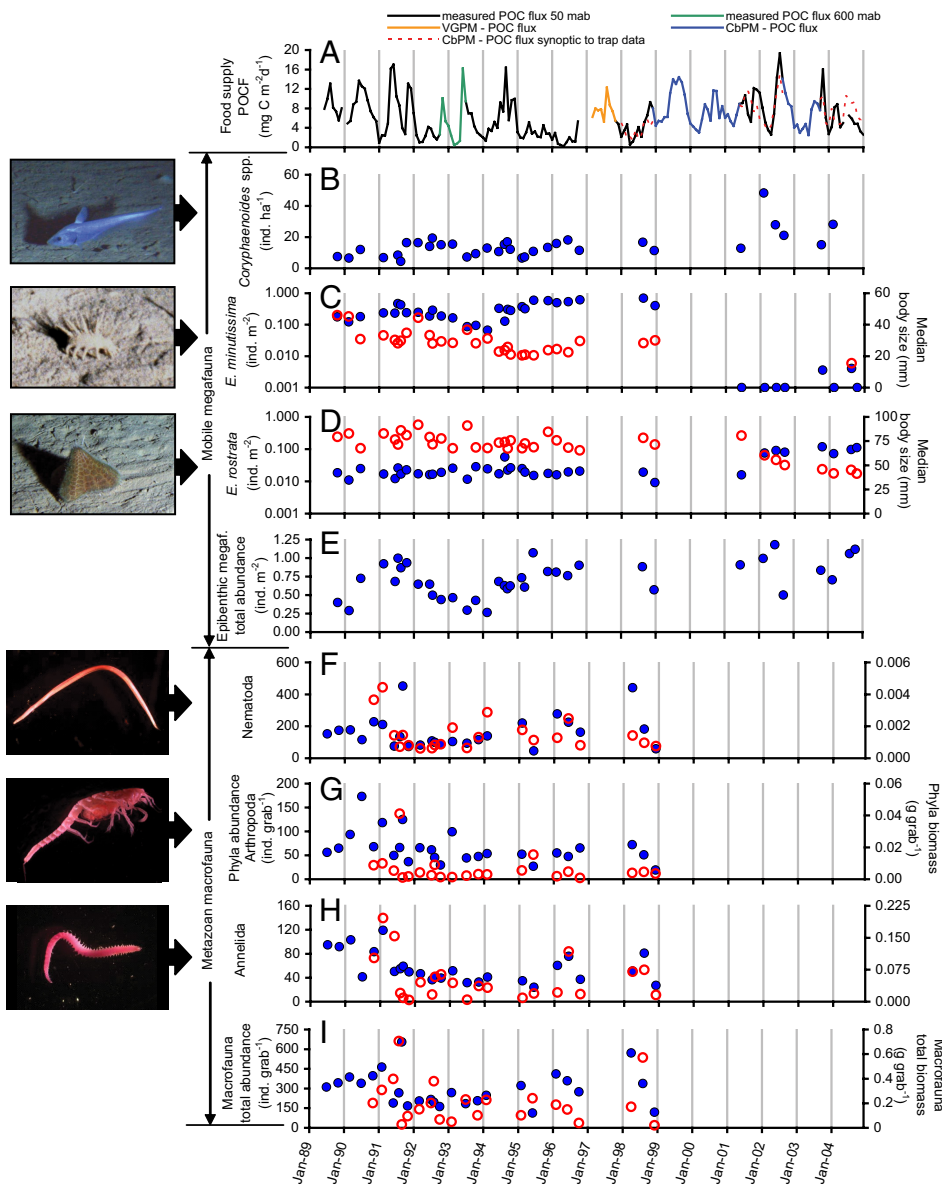 measured POC flux 50 mab
measured POC flux 600 mab
VGPM - POC flux
CbPM - POC flux
CbPM - POC flux synoptic to trap data
A
Food supply
POCF
(mg C m⁻²d⁻¹)
20
16
12
8
4
0
Mobile megafauna
B
Coryphaenoides spp.
(ind. ha⁻¹)
60
40
20
0
C
E. minutissima
(ind. m⁻²)
1.000
0.100
0.010
0.001
60
40
20
0
Median
body size (mm)
D
E. rostrata
(ind. m⁻²)
1.000
0.100
0.010
0.001
100
75
50
25
0
Median
body size (mm)
E
Epibenthic megaf.
total abundance
(ind. m⁻²)
1.25
1.00
0.75
0.50
0.25
0.00
Metazoan macrofauna
F
Nematoda
600
400
200
0
0.006
0.004
0.002
0.000
G
Phyla abundance
Arthropoda
(ind. grab⁻¹)
200
150
100
50
0
0.06
0.04
0.02
0.00
Phyla biomass
(g grab⁻¹)
H
Annelida
160
120
80
40
0
0.225
0.150
0.075
0.000
I
Macrofauna
total abundance
(ind. grab⁻¹)
750
600
450
300
150
0
0.8
0.6
0.4
0.2
0
Macrofauna
total biomass
(g grab⁻¹)
Jan-89
Jan-90
Jan-91
Jan-92
Jan-93
Jan-94
Jan-95
Jan-96
Jan-97
Jan-98
Jan-99
Jan-00
Jan-01
Jan-02
Jan-03
Jan-04